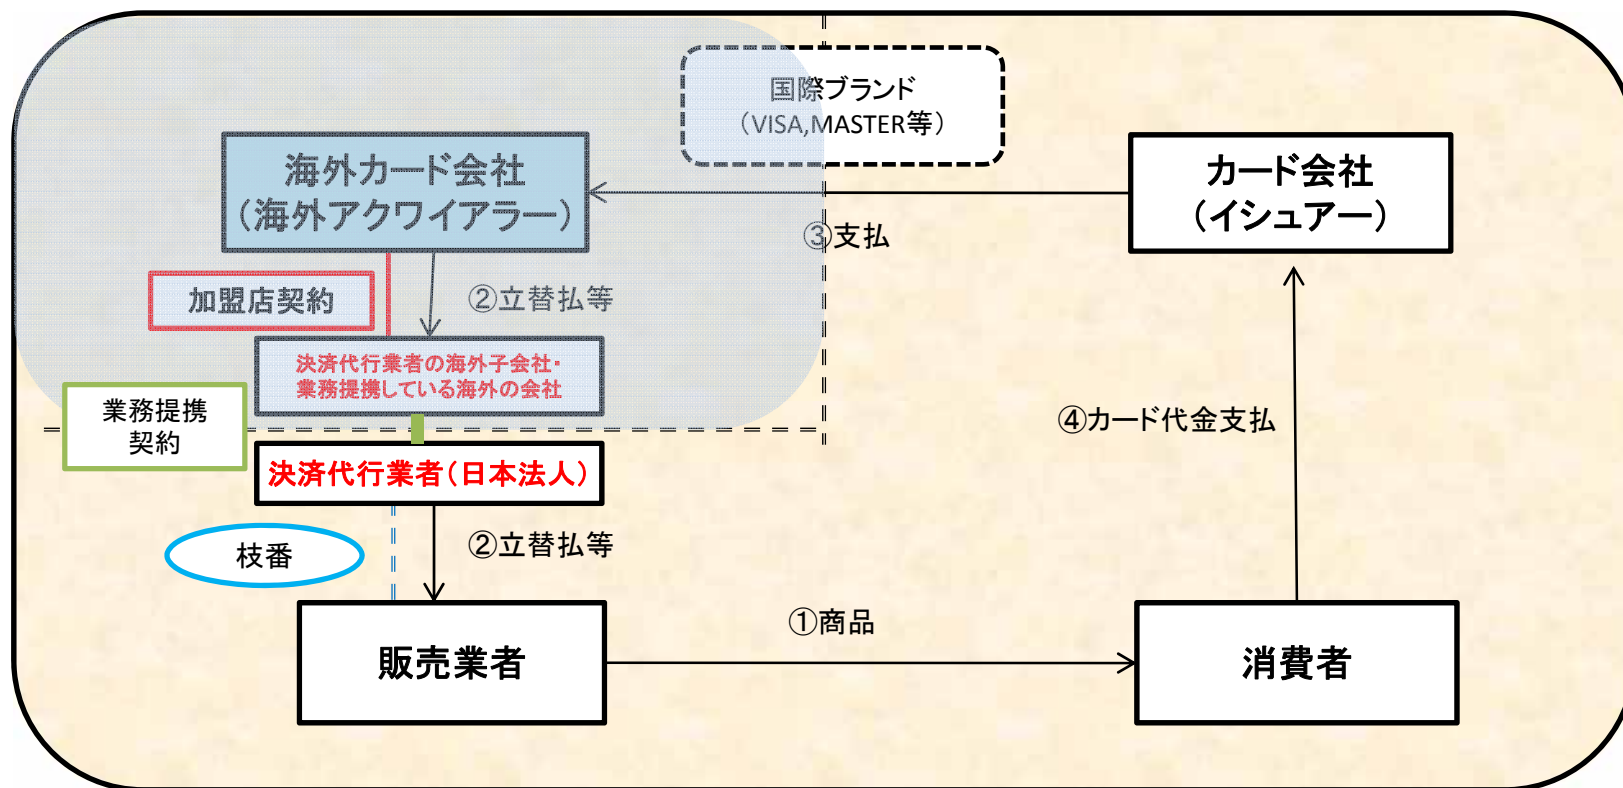 国際ブランド
（VISA,MASTER等）
海外カード会社
（海外アクワイアラー）
カード会社
（イシュアー）
③支払
加盟店契約
②立替払等
決済代行業者の海外子会社・
業務提携している海外の会社
業務提携
契約
④カード代金支払
決済代行業者（日本法人）
枝番
②立替払等
①商品
販売業者
消費者